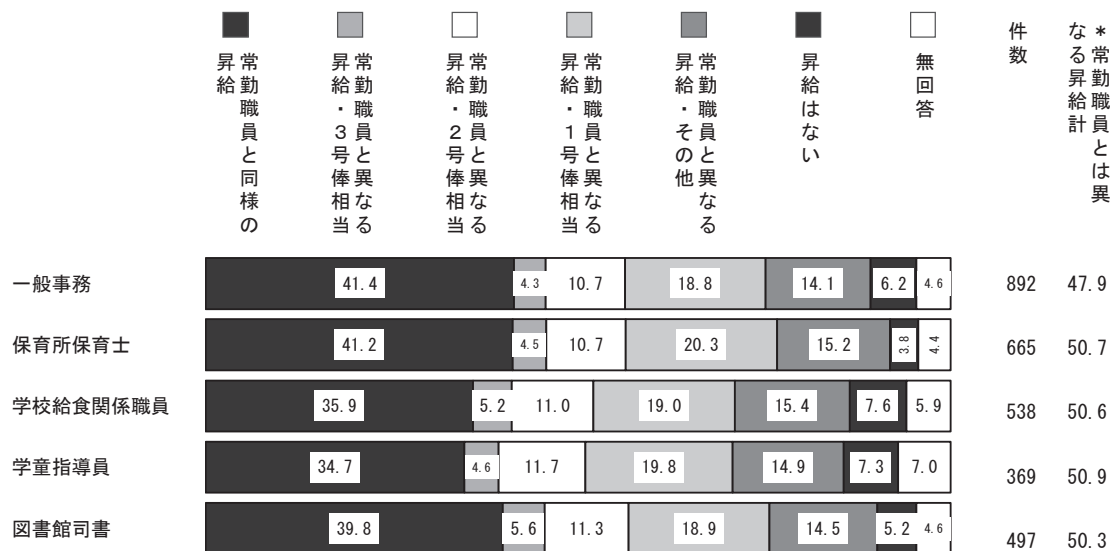 常勤職員と同様の
昇給
常勤職員と異なる
昇給・3号俸相当
常勤職員と異なる
昇給・2号俸相当
常勤職員と異なる
昇給・1号俸相当
常勤職員と異なる
昇給・その他
昇給はない
無回答
件数
*常勤職員とは異
なる昇給計
一般事務 41.4 4.3 10.7 18.8 14.1 6.2 4.6 892 47.9
保育所保育士 41.2 4.5 10.7 20.3 15.2 3.8 4.4 665 50.7
学校給食関係職員 35.9 5.2 11.0 19.0 15.4 7.6 5.9 538 50.6
学童指導員 34.7 4.6 11.7 19.8 14.9 7.3 7.0 369 50.9
図書館司書 39.8 5.6 11.3 18.9 14.5 5.2 4.6 497 50.3